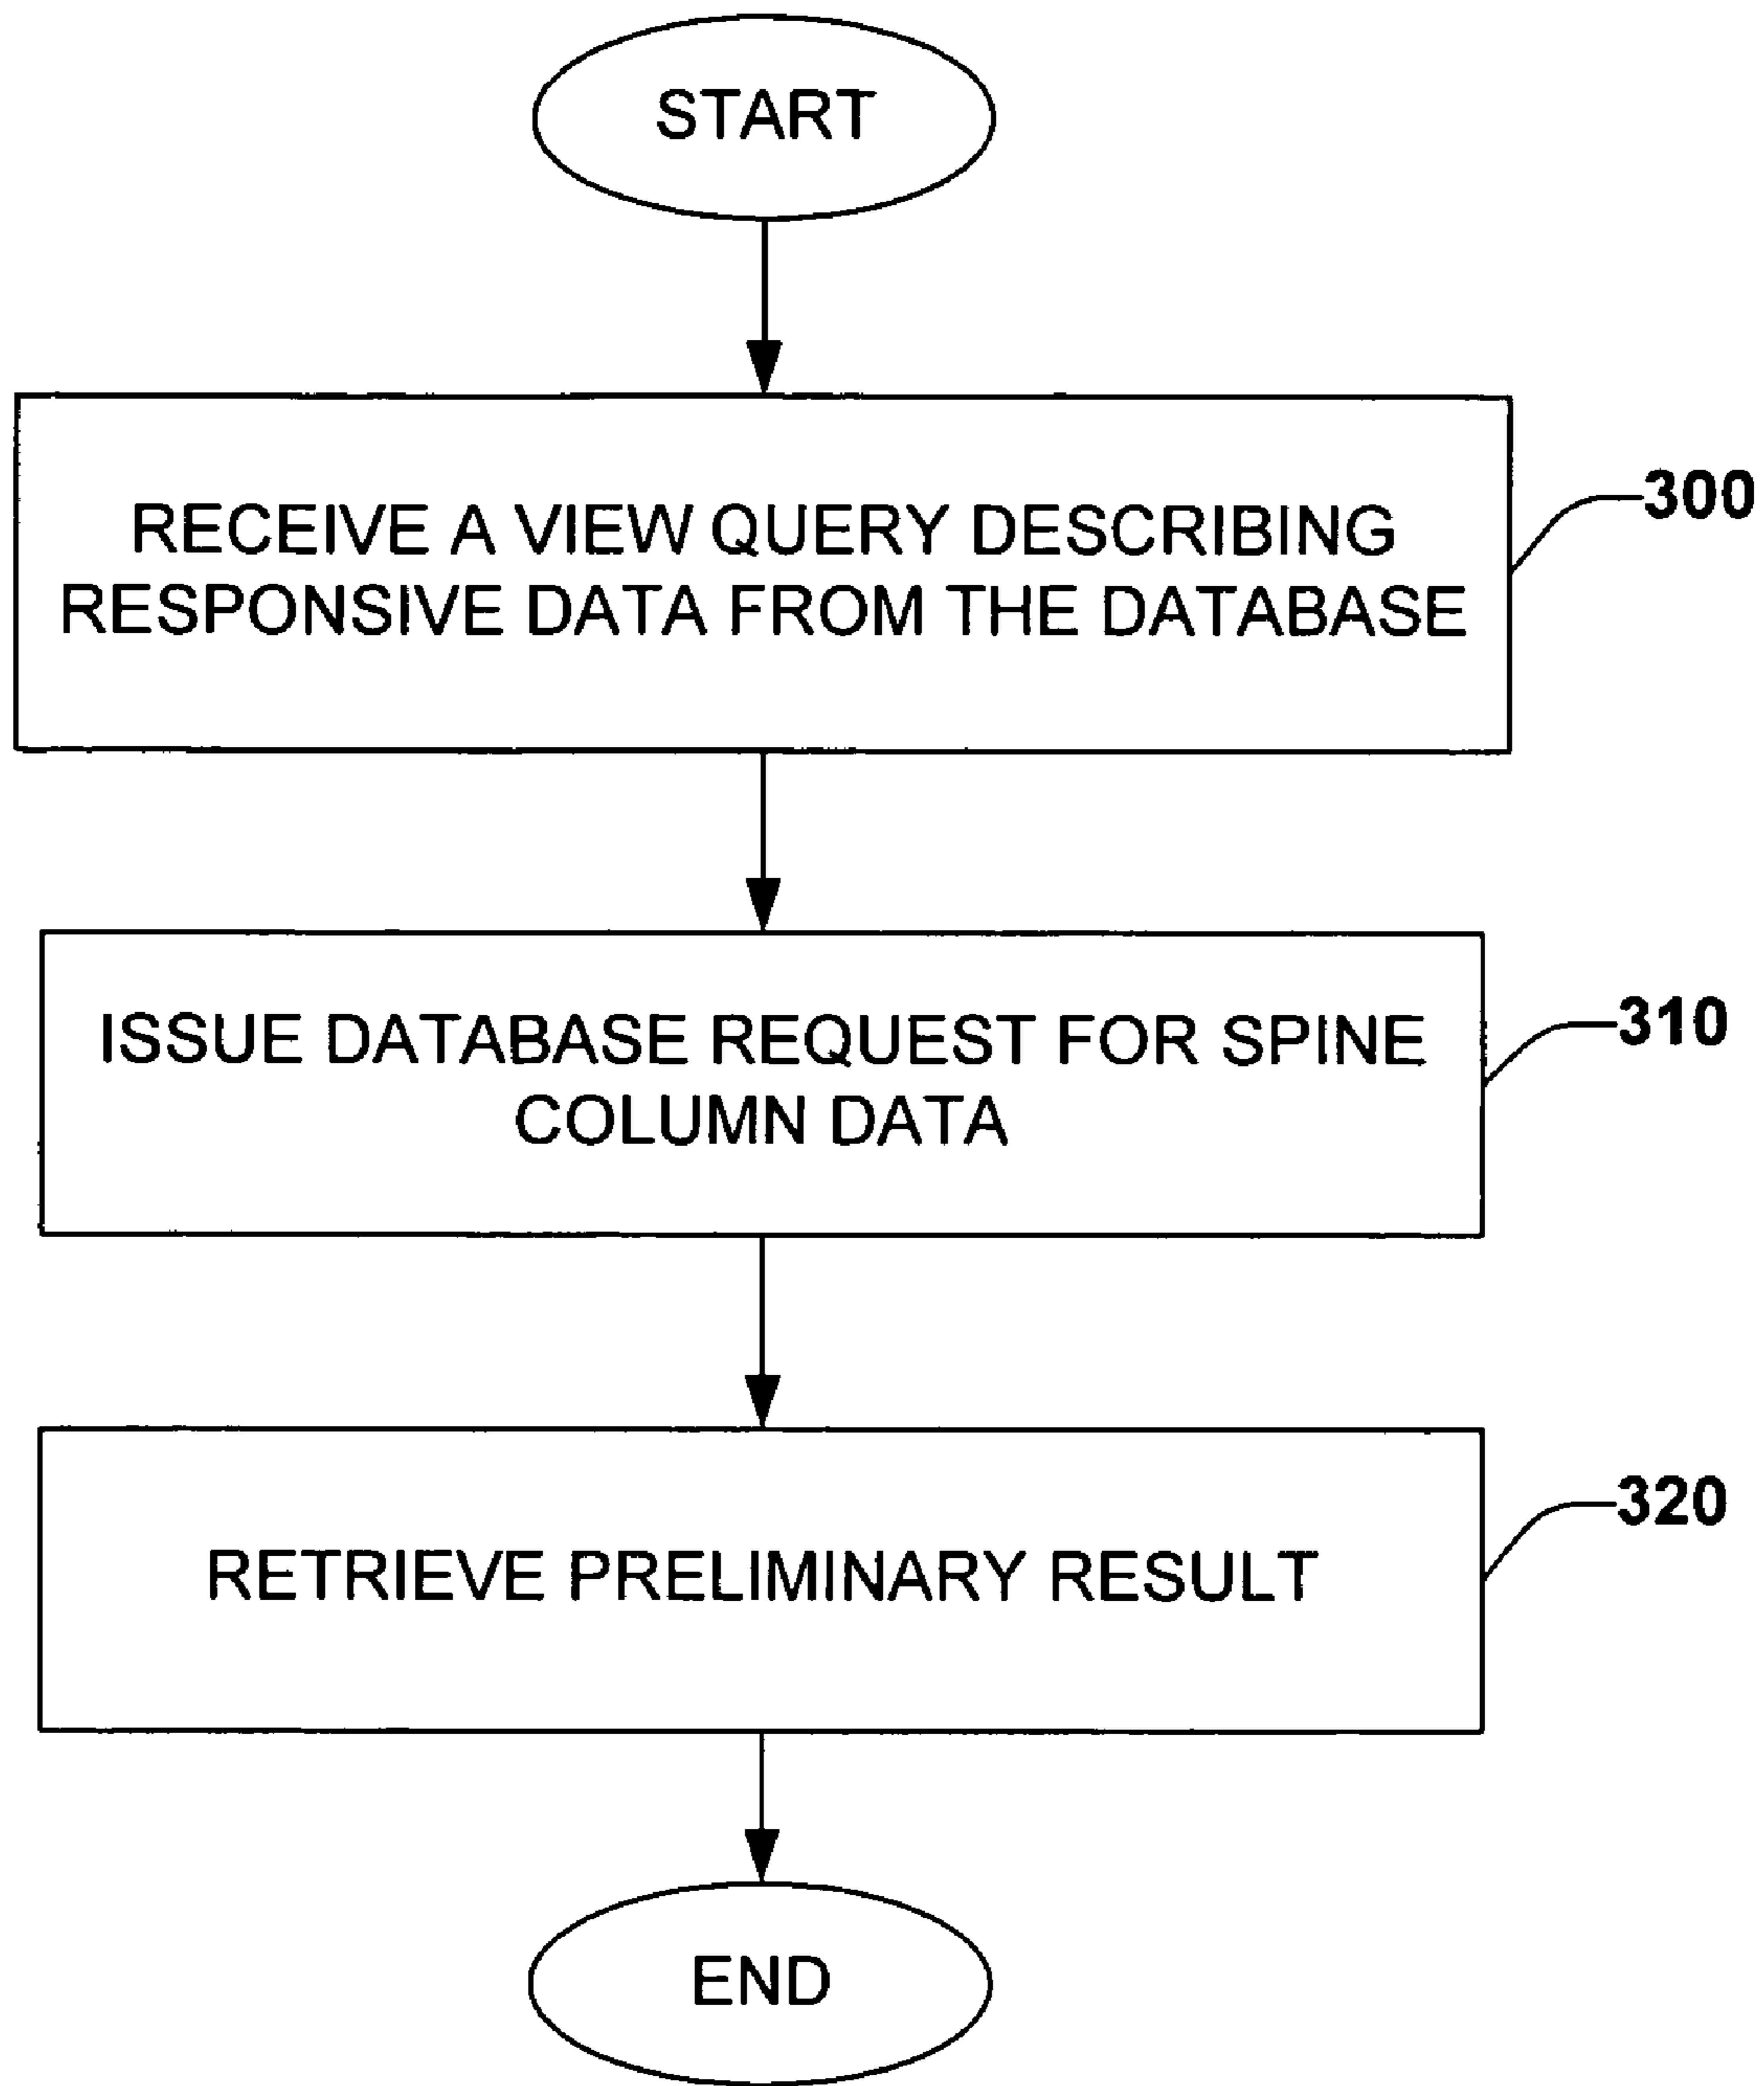 START
RECEIVE A VIEW QUERY DESCRIBING
RESPONSIVE DATA FROM THE DATABASE
300
ISSUE DATABASE REQUEST FOR SPINE
COLUMN DATA
310
RETRIEVE PRELIMINARY RESULT
320
END